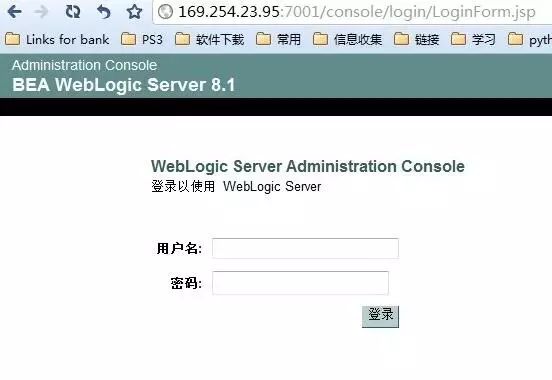 169.254.23.95:7001/console/login/LoginForm.jsp
Links for bank PS3 软件下载 常用 信息收集 链接 学习 pyth
Administration Console
BEA WebLogic Server 8.1
WebLogic Server Administration Console
登录以使用 WebLogic Server
用户名:
密码:
登录